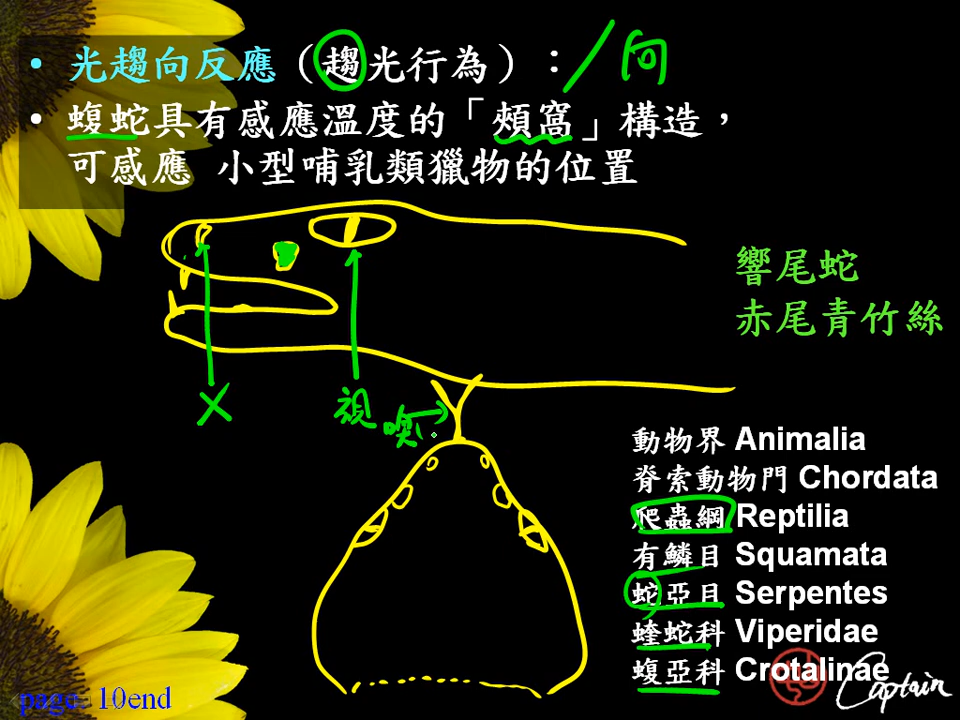 • 光趨向反應（趨光行為）：/向
• 蝮蛇具有感應溫度的「頰窩」構造，
可感應 小型哺乳類獵物的位置
響尾蛇
赤尾青竹絲
X 視 嗅
動物界 Animalia
脊索動物門 Chordata
爬蟲綱 Reptilia
有鱗目 Squamata
蛇亞目 Serpentes
蝰蛇科 Viperidae
蝮亞科 Crotalinae
page: 10end
Captain